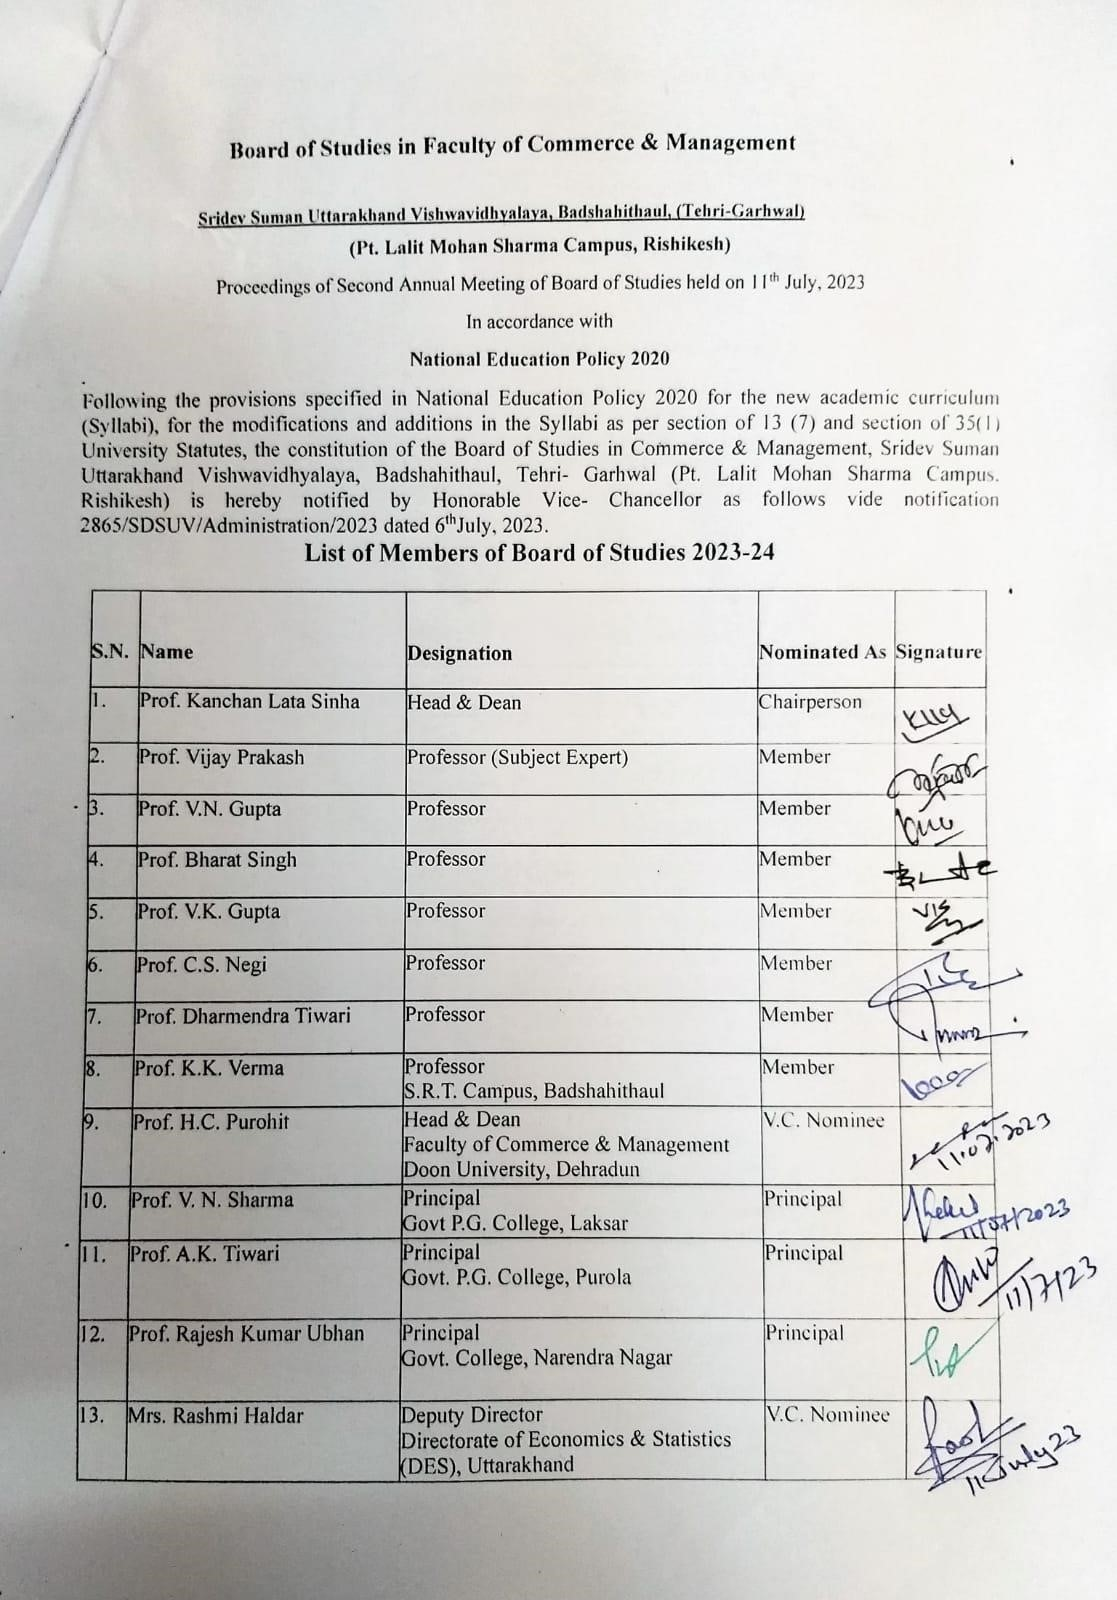 Board of Studies in Faculty of Commerce & Management
Sridev Suman Uttarakhand Vishwavidhyalaya, Badshahithaul, (Tehri-Garhwal)
(Pt. Lalit Mohan Sharma Campus, Rishikesh)
Proceedings of Second Annual Meeting of Board of Studies held on 11th July, 2023
In accordance with
National Education Policy 2020
Following the provisions specified in National Education Policy 2020 for the new academic curriculum
(Syllabi), for the modifications and additions in the Syllabi as per section of 13 (7) and section of 35(1)
University Statutes, the constitution of the Board of Studies in Commerce & Management, Sridev Suman
Uttarakhand Vishwavidhyalaya, Badshahithaul, Tehri- Garhwal (Pt. Lalit Mohan Sharma Campus.
Rishikesh) is hereby notified by Honorable Vice- Chancellor as follows vide notification
2865/SDSUV/Administration/2023 dated 6thJuly, 2023.
List of Members of Board of Studies 2023-24
S.N. Name Designation Nominated As Signature
1. Prof. Kanchan Lata Sinha Head & Dean Chairperson
2. Prof. Vijay Prakash Professor (Subject Expert) Member
3. Prof. V.N. Gupta Professor Member
4. Prof. Bharat Singh Professor Member
5. Prof. V.K. Gupta Professor Member
6. Prof. C.S. Negi Professor Member
7. Prof. Dharmendra Tiwari Professor Member
8. Prof. K.K. Verma Professor Member
S.R.T. Campus, Badshahithaul
9. Prof. H.C. Purohit Head & Dean V.C. Nominee
Faculty of Commerce & Management
Doon University, Dehradun
11.07.2023
10. Prof. V. N. Sharma Principal Principal
Govt P.G. College, Laksar
11/07/2023
11. Prof. A.K. Tiwari Principal Principal
Govt. P.G. College, Purola
11/7/23
12. Prof. Rajesh Kumar Ubhan Principal Principal
Govt. College, Narendra Nagar
13. Mrs. Rashmi Haldar Deputy Director V.C. Nominee
Directorate of Economics & Statistics
(DES), Uttarakhand
11 July 23